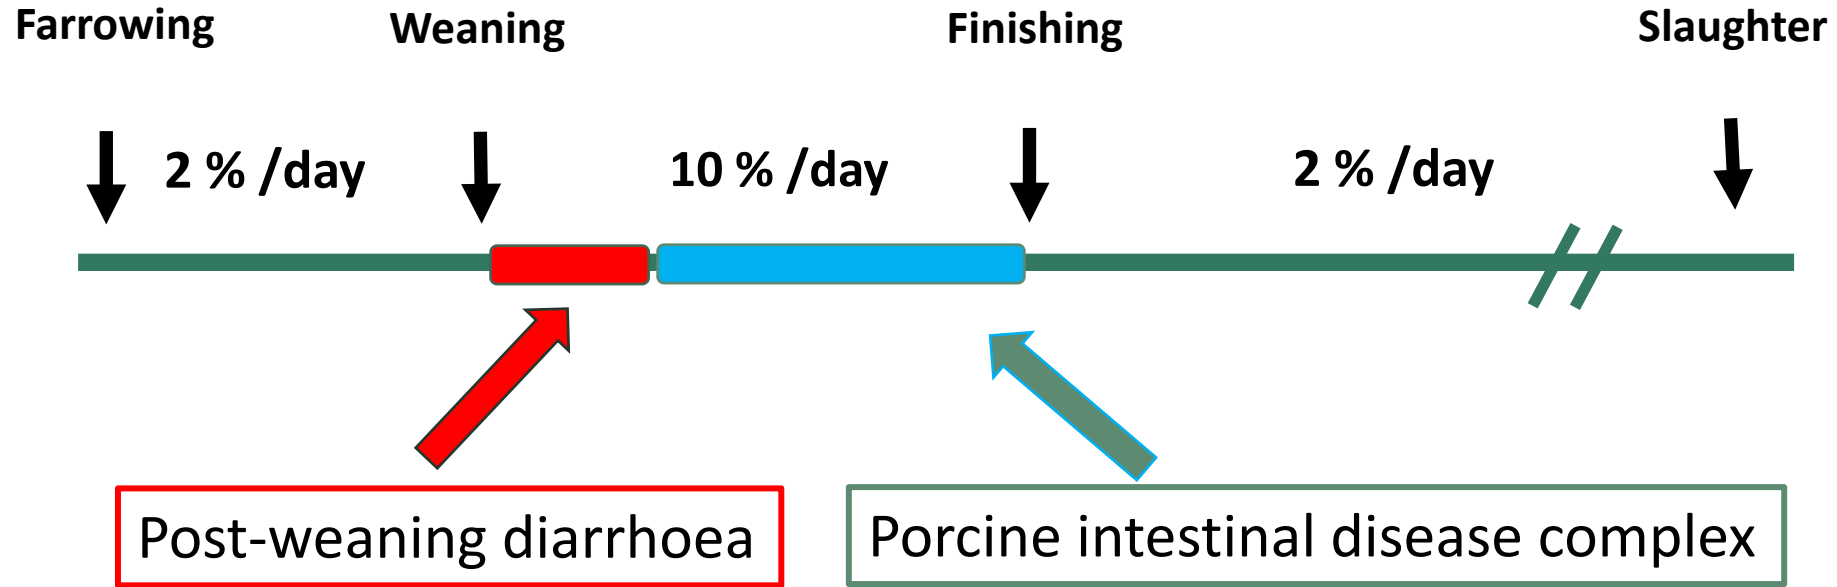 Farrowing
Weaning
Finishing
Slaughter
2 % /day
10 % /day
2 % /day
Post-weaning diarrhoea
Porcine intestinal disease complex